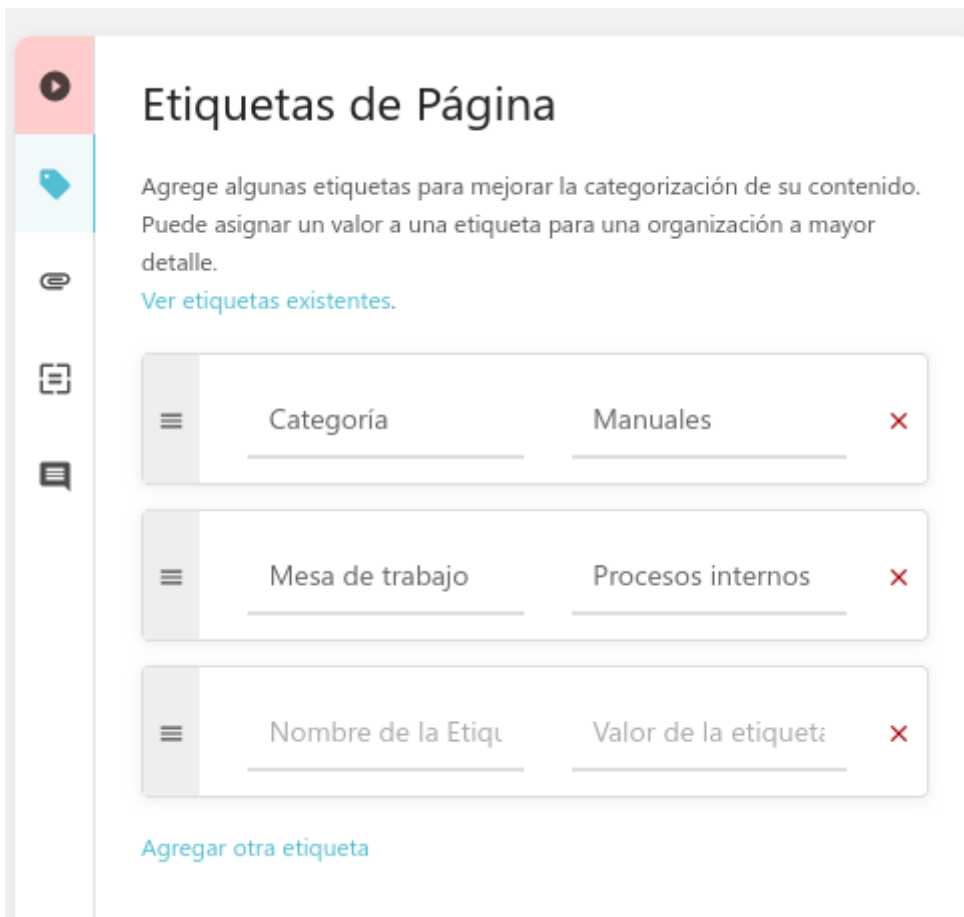 Etiquetas de Página
Agrege algunas etiquetas para mejorar la categorización de su contenido.
Puede asignar un valor a una etiqueta para una organización a mayor
detalle.
Ver etiquetas existentes.
Categoría Manuales
Mesa de trabajo Procesos internos
Nombre de la Etiqu Valor de la etiqueta
Agregar otra etiqueta